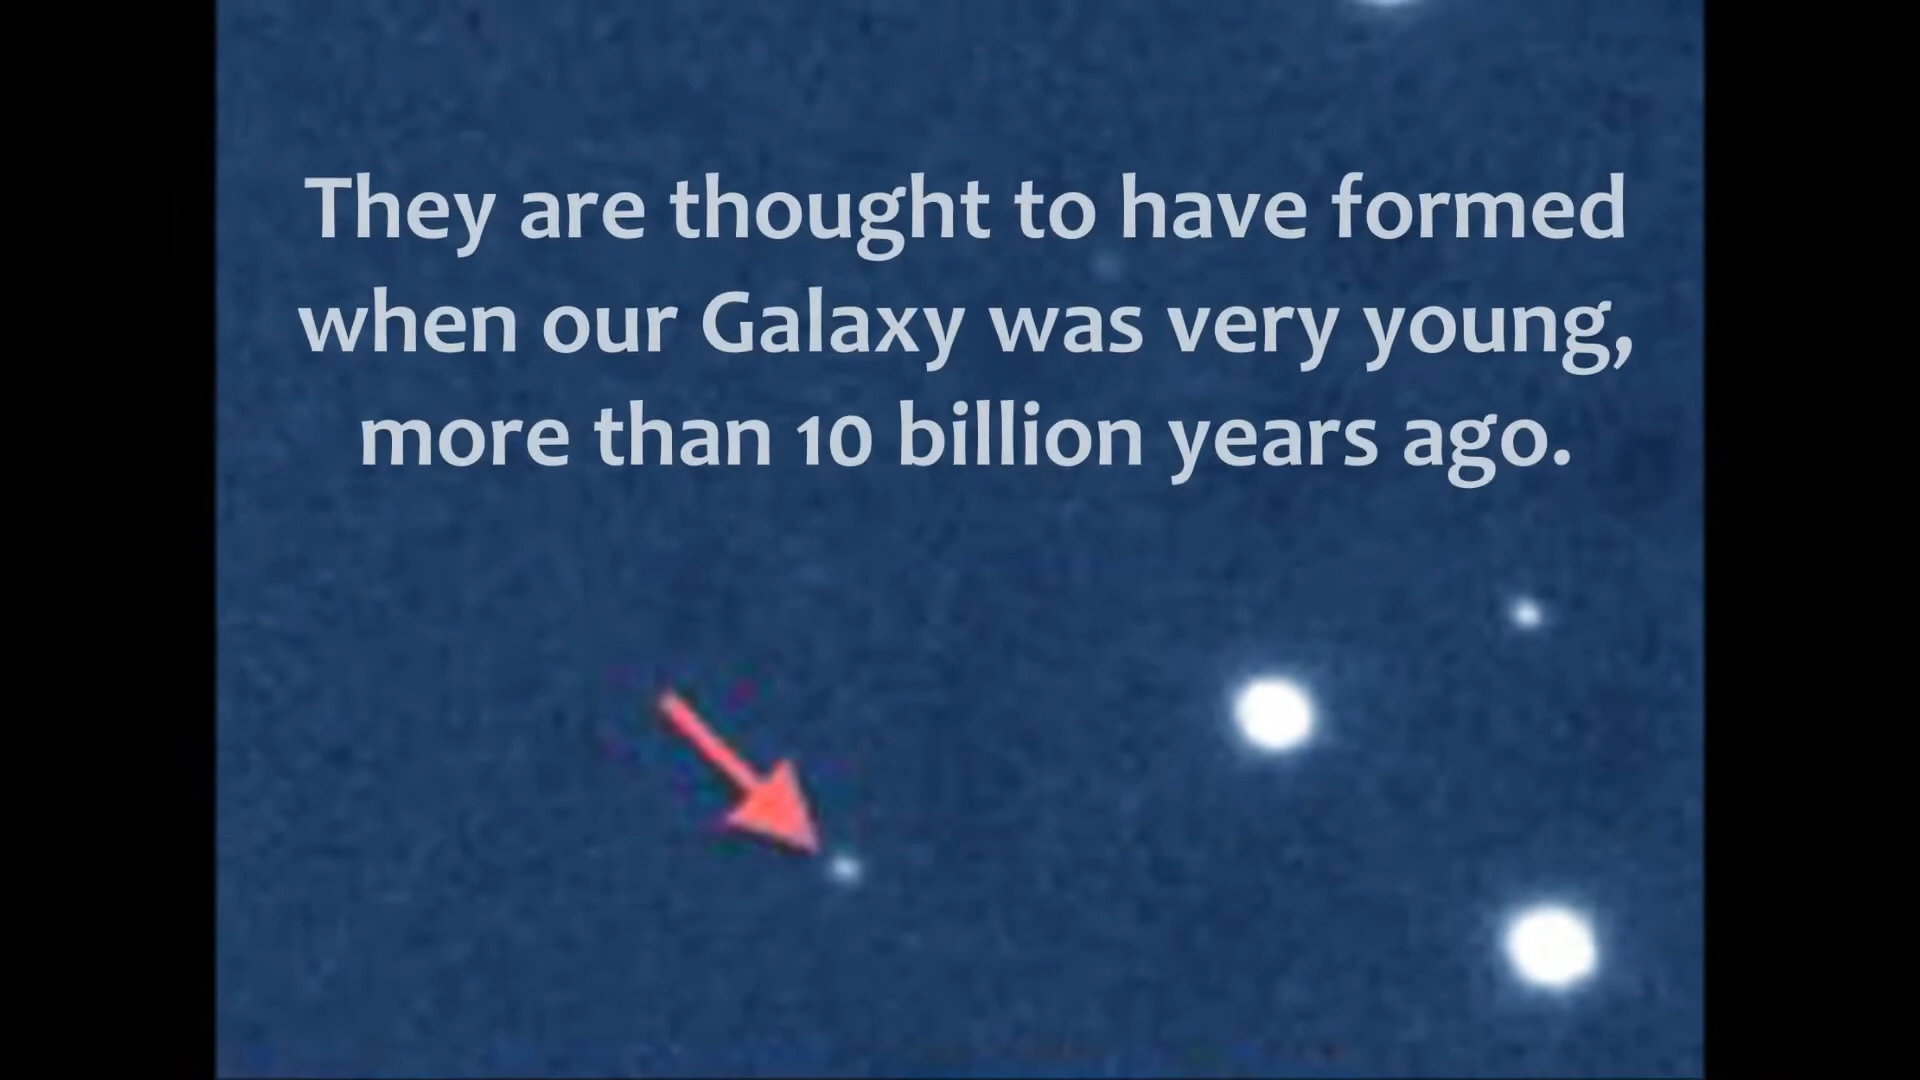 They are thought to have formed
when our Galaxy was very young,
more than 10 billion years ago.